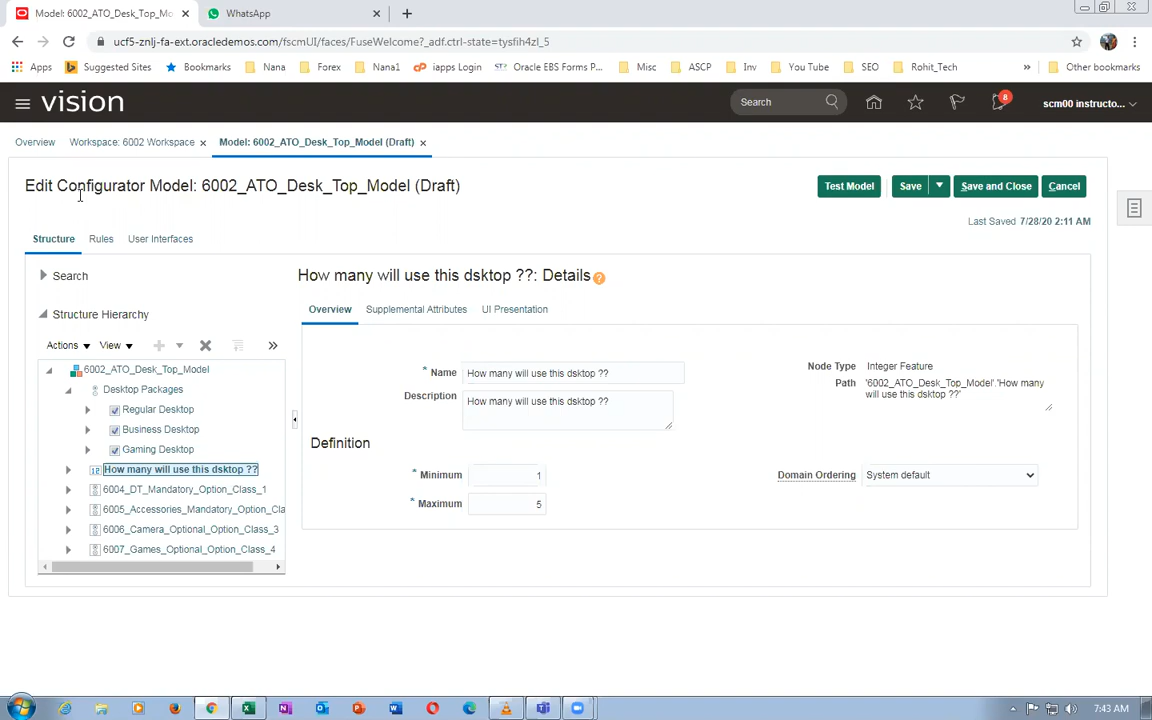 Model: 6002_ATO_Desk_Top_Mo
WhatsApp
ucf5-znlj-fa-ext.oracledemos.com/fscmUI/faces/FuseWelcome?_adf.ctrl-state=tysfih4zl_5
Apps
Suggested Sites
Bookmarks
Nana
Forex
Nana1
iapps Login
Oracle EBS Forms P...
Misc
ASCP
Inv
You Tube
SEO
Rohit_Tech
»
Other bookmarks
vision
Search
8
scm00 instructo...
Overview
Workspace: 6002 Workspace
Model: 6002_ATO_Desk_Top_Model (Draft)
Edit Configurator Model: 6002_ATO_Desk_Top_Model (Draft)
Test Model
Save
Save and Close
Cancel
Last Saved 7/28/20 2:11 AM
Structure
Rules
User Interfaces
Search
How many will use this dsktop ??: Details
Structure Hierarchy
Overview
Supplemental Attributes
UI Presentation
Actions
View
»
6002_ATO_Desk_Top_Model
Desktop Packages
Regular Desktop
Business Desktop
Gaming Desktop
How many will use this dsktop ??
6004_DT_Mandatory_Option_Class_1
6005_Accessories_Mandatory_Option_Cla
6006_Camera_Optional_Option_Class_3
6007_Games_Optional_Option_Class_4
* Name How many will use this dsktop ??
Description How many will use this dsktop ??
Node Type Integer Feature
Path '6002_ATO_Desk_Top_Model'.'How many
will use this dsktop ??'
Definition
* Minimum 1
* Maximum 5
Domain Ordering System default
7:43 AM